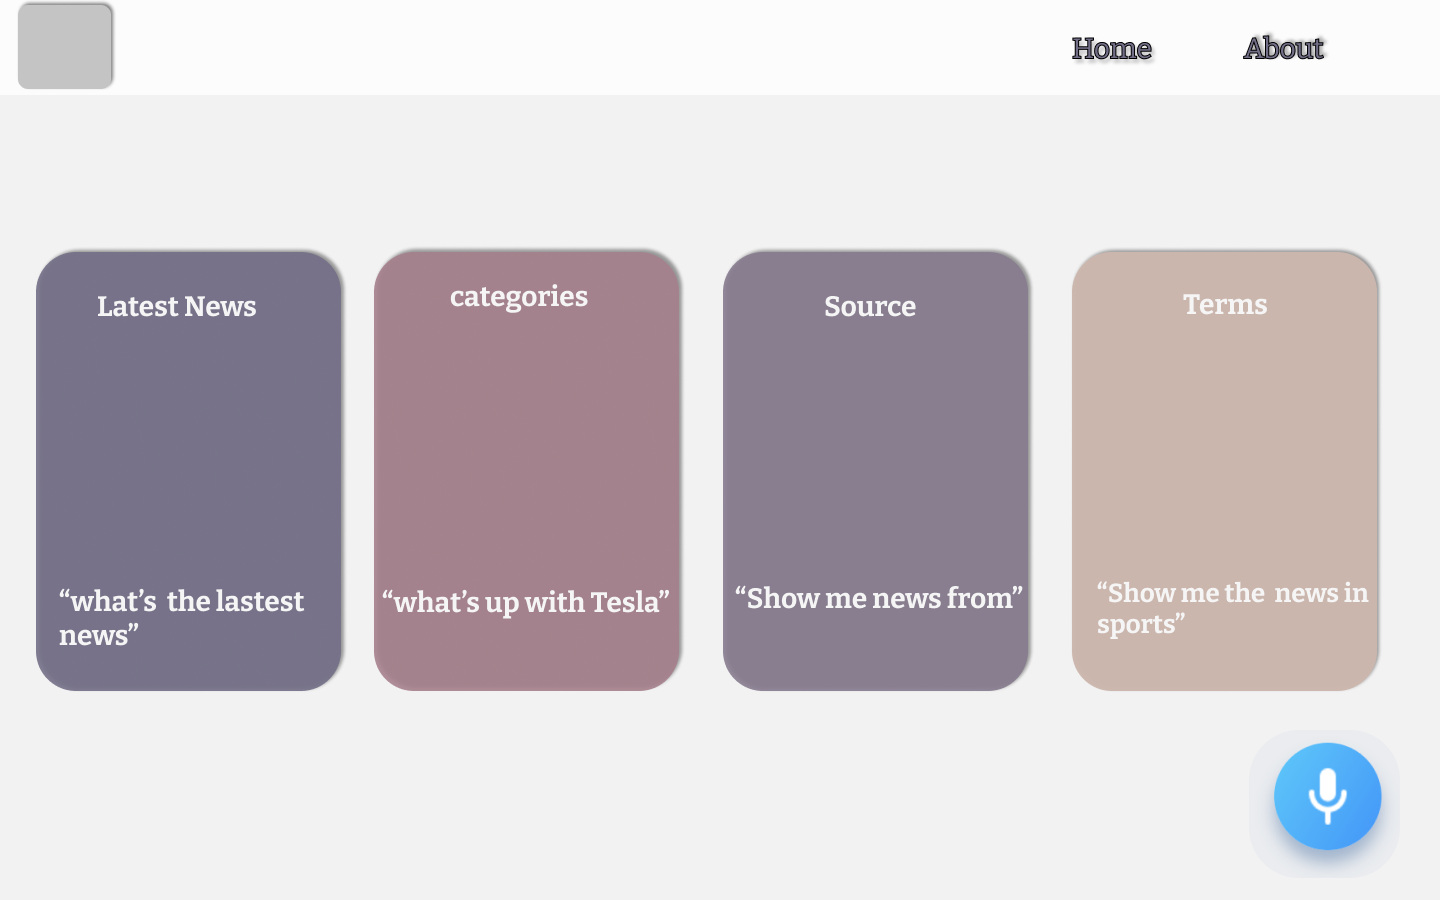 Home
About
Latest News
“what’s the lastest
news”
categories
“what’s up with Tesla”
Source
“Show me news from”
Terms
“Show me the news in
sports”